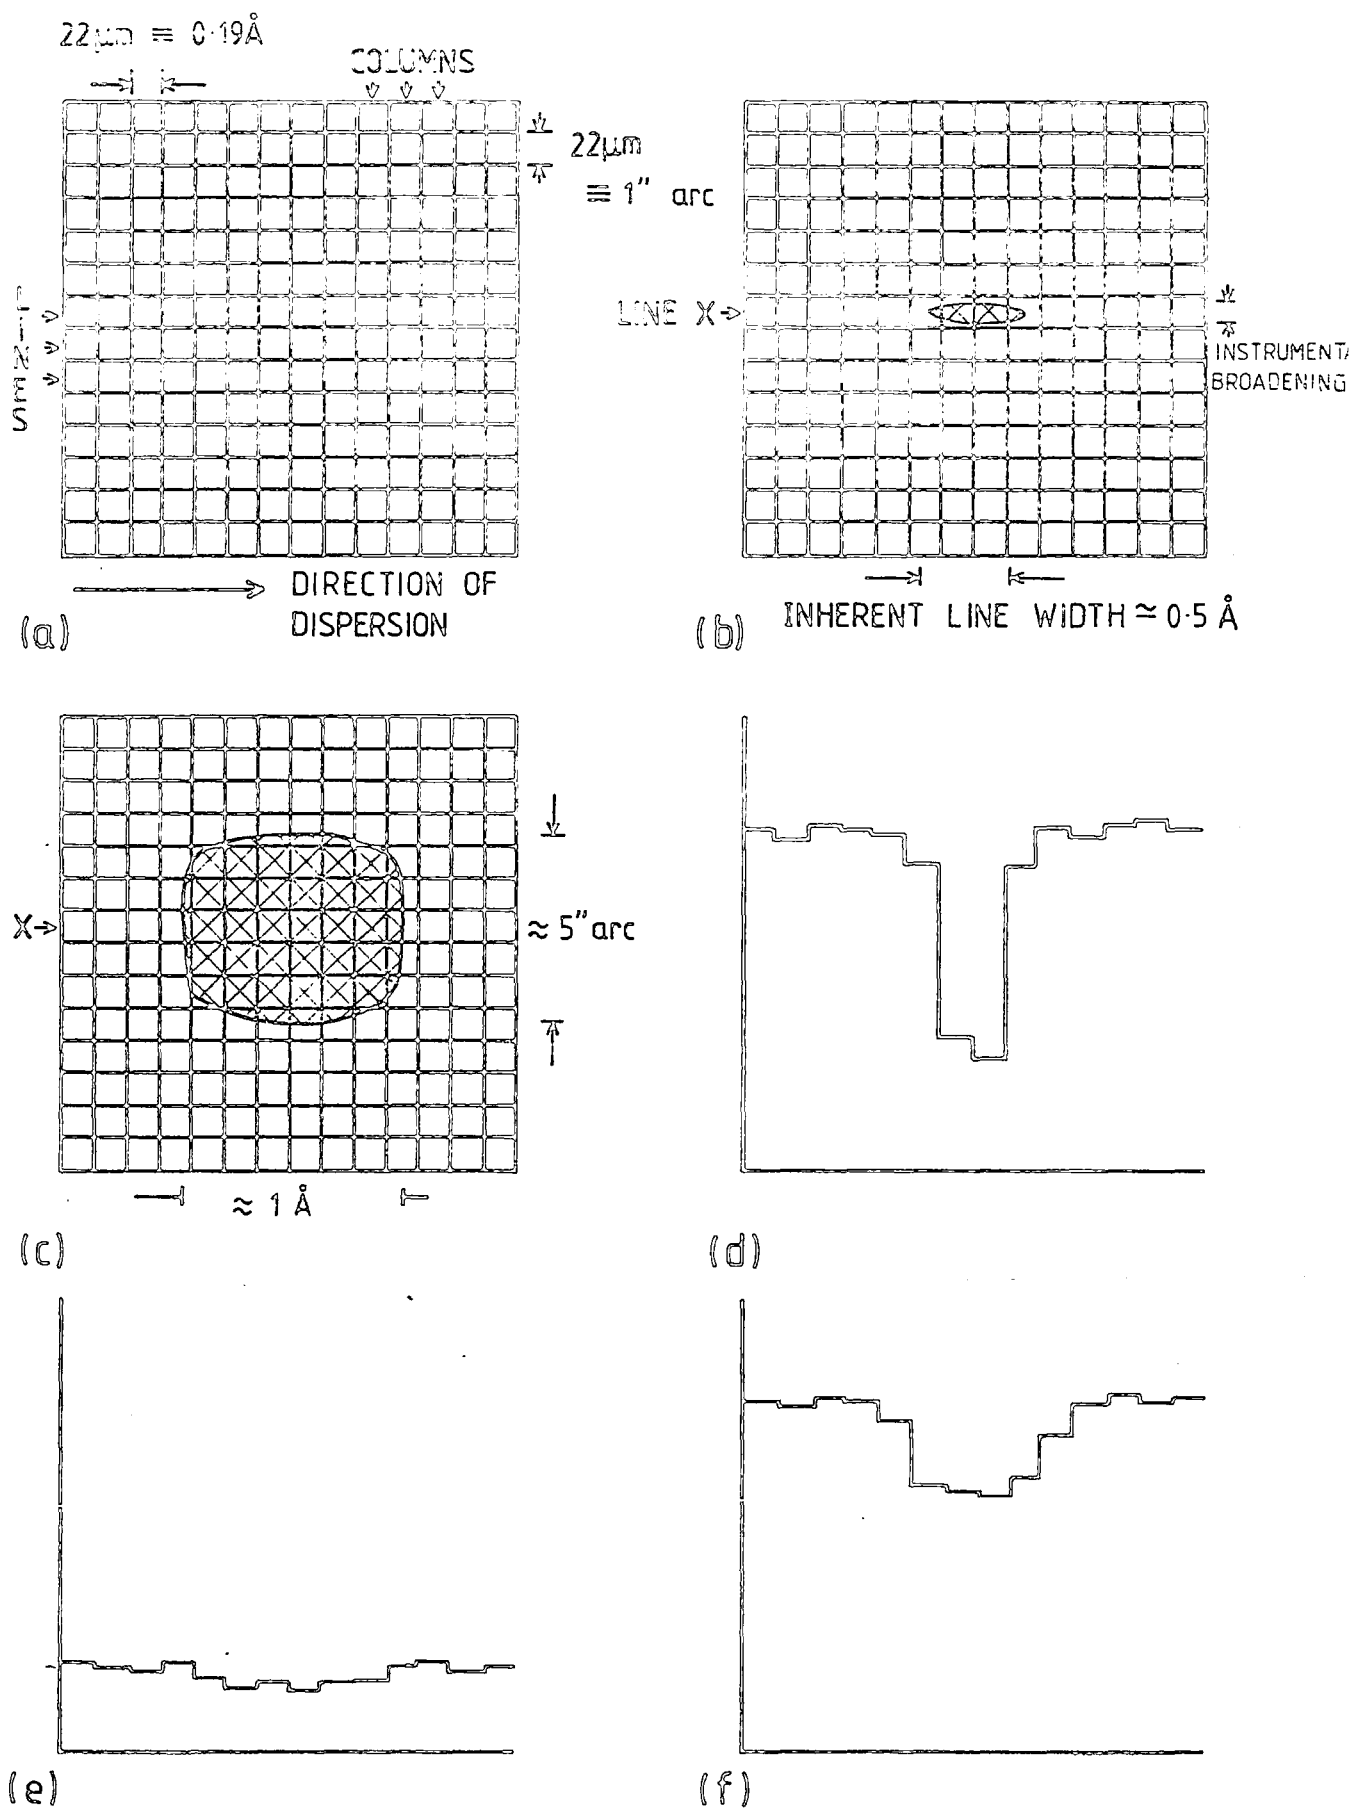 22μm ≡ 0·19Å
COLUMNS
22μm
≡ 1" arc
LINES
DIRECTION OF
DISPERSION
(a)
LINE X
INSTRUMENTA
BROADENING
INHERENT LINE WIDTH ≃ 0·5 Å
(b)
X
≈ 5" arc
≈ 1 Å
(c)
(d)
(e)
(f)